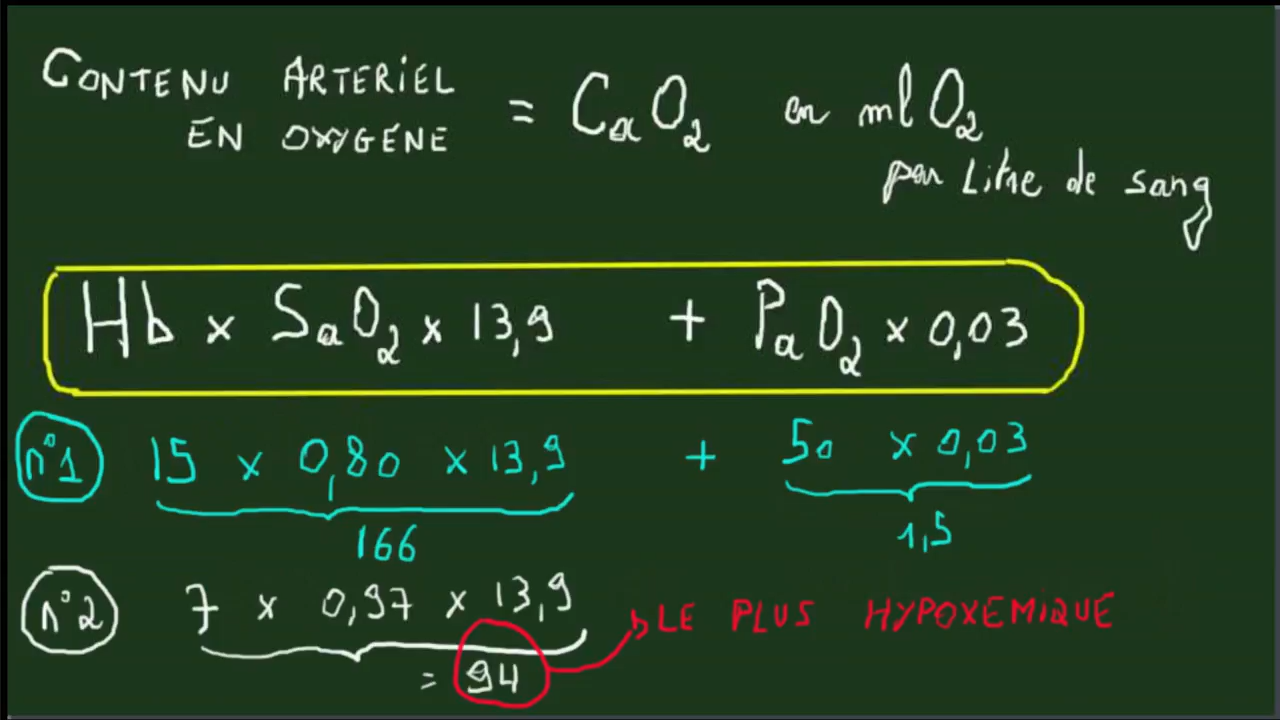 CONTENU ARTERIEL
EN OXYGENE = CaO2 en ml O2
par Litre de sang
Hb x SaO2 x 13,9 + PaO2 x 0,03
n°1 15 x 0,80 x 13,9 + 50 x 0,03
166 1,5
n°2 7 x 0,97 x 13,9
= 94 LE PLUS HYPOXEMIQUE